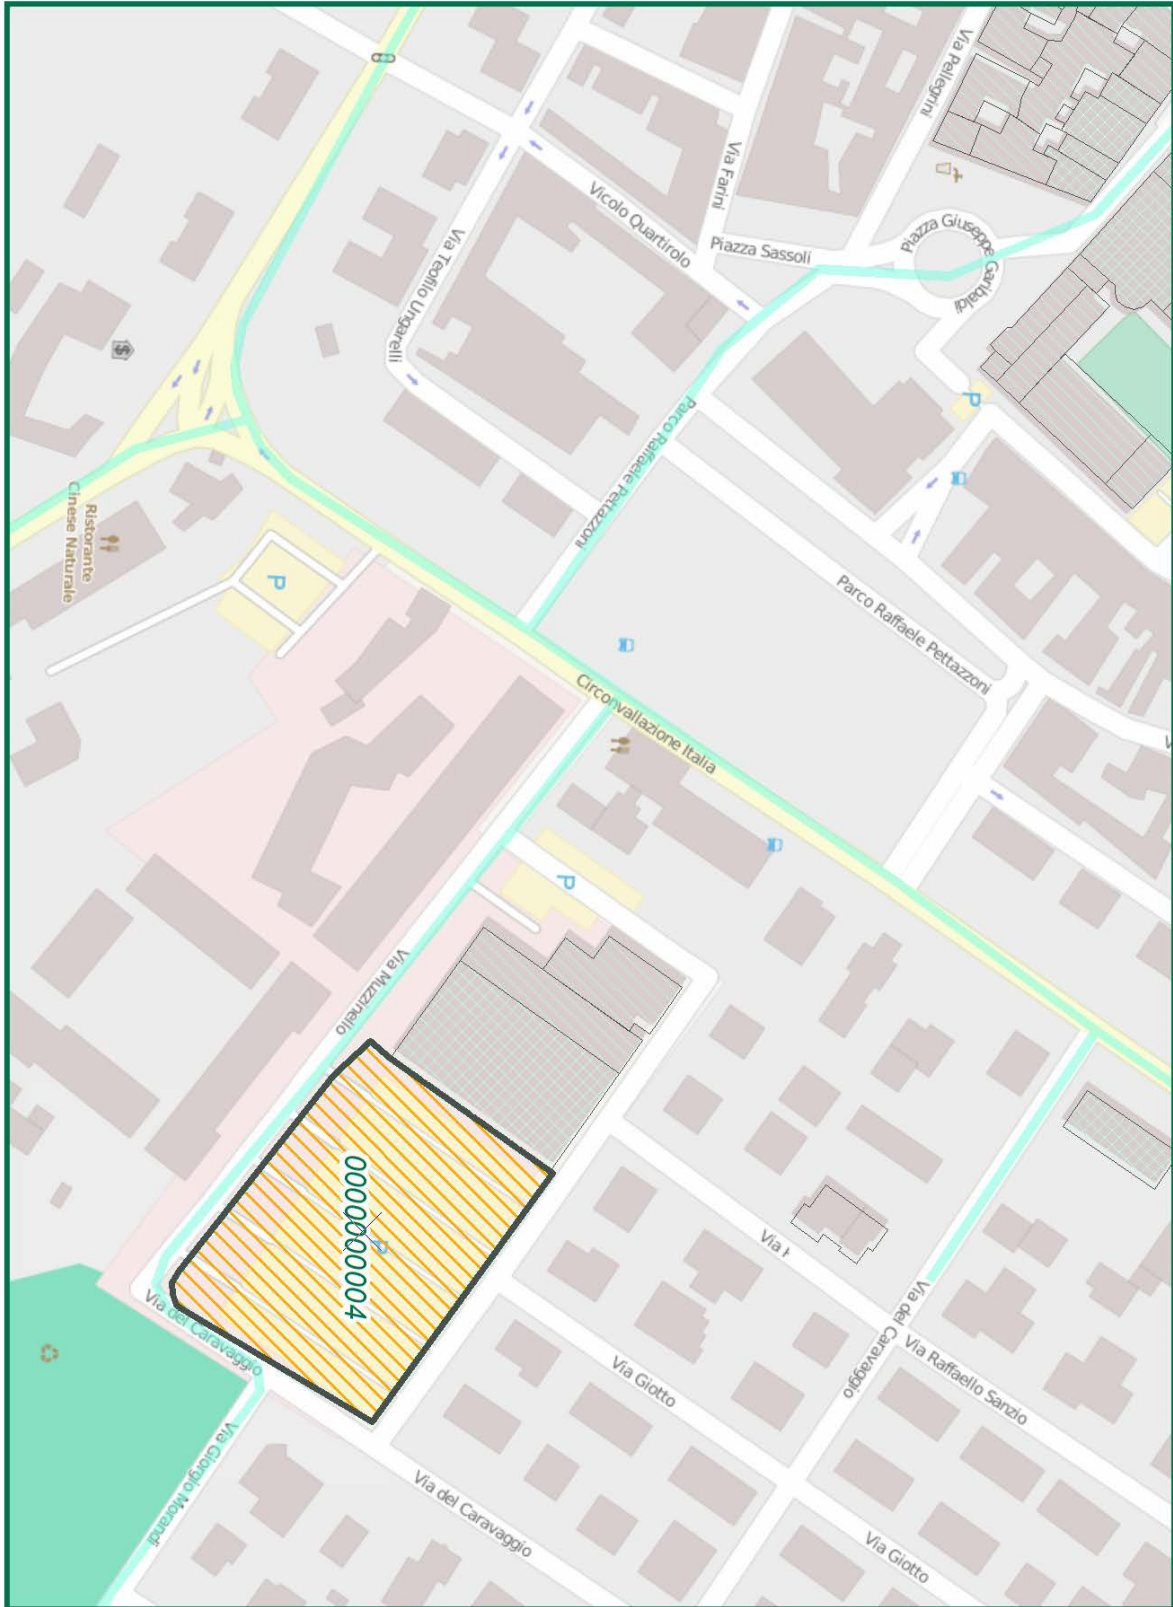 Via Pellegrini
Via Farini
Vicolo Quartirolo
Piazza Giuseppe Garibaldi
Piazza Sassoli
Via Teofilo Ungarelli
$
P
Parco Raffaele Pettazzoni
Ristorante
Cinese Naturale
P
Parco Raffaele Pettazzoni
Circonvallazione Italia
P
Via Muzzinello
0000000004
P
Via
Via del Caravaggio
Via del Caravaggio
Via Raffaello Sanzio
Via Giotto
Via Giorgio Morandi
Via del Caravaggio
Via Giotto